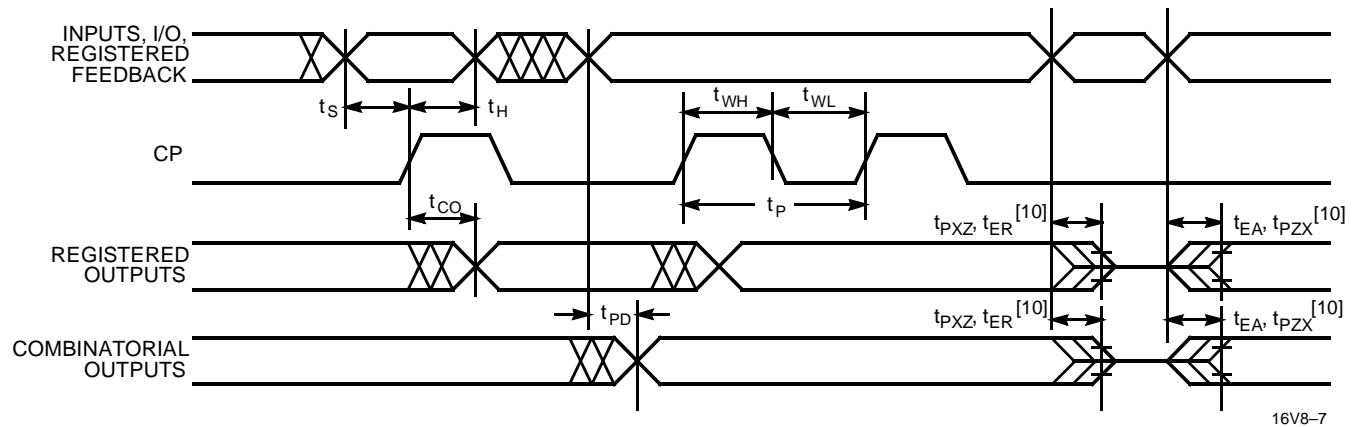 INPUTS, I/O,
REGISTERED
FEEDBACK
tS
tH
tWH
tWL
CP
tCO
tP
tPXZ, tER [10]
tEA, tPZX [10]
REGISTERED
OUTPUTS
tPD
tPXZ, tER [10]
tEA, tPZX [10]
COMBINATORIAL
OUTPUTS
16V8–7